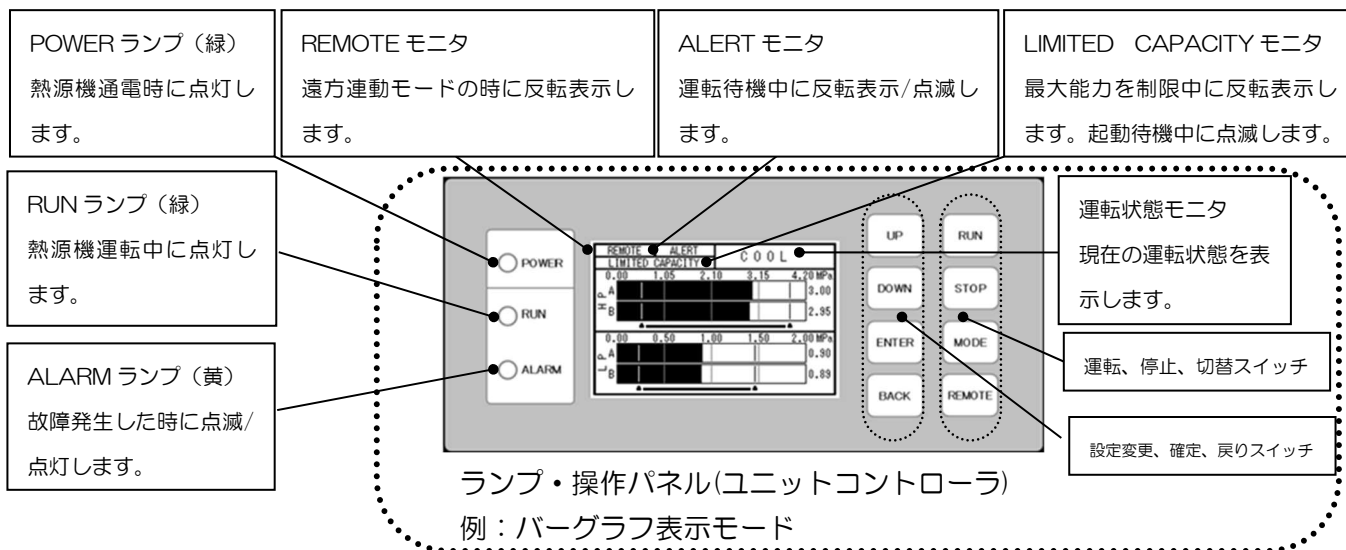 POWER ランプ（緑）
熱源機通電時に点灯し
ます。
REMOTE モニタ
遠方連動モードの時に反転表示し
ます。
ALERT モニタ
運転待機中に反転表示/点滅し
ます。
LIMITED　CAPACITY モニタ
最大能力を制限中に反転表示し
ます。起動待機中に点滅します。
RUN ランプ（緑）
熱源機運転中に点灯し
ます。
ALARM ランプ（黄）
故障発生した時に点滅/
点灯します。
POWER
RUN
ALARM
REMOTE ALERT
LIMITED CAPACITY
COOL
0.00 1.05 2.10 3.15 4.20 MPa
HP
A 3.00
B 2.95
0.00 0.50 1.00 1.50 2.00 MPa
LP
A 0.90
B 0.89
UP RUN
DOWN STOP
ENTER MODE
BACK REMOTE
運転状態モニタ
現在の運転状態を表
示します。
運転、停止、切替スイッチ
設定変更、確定、戻りスイッチ
ランプ・操作パネル(ユニットコントローラ)
例：バーグラフ表示モード